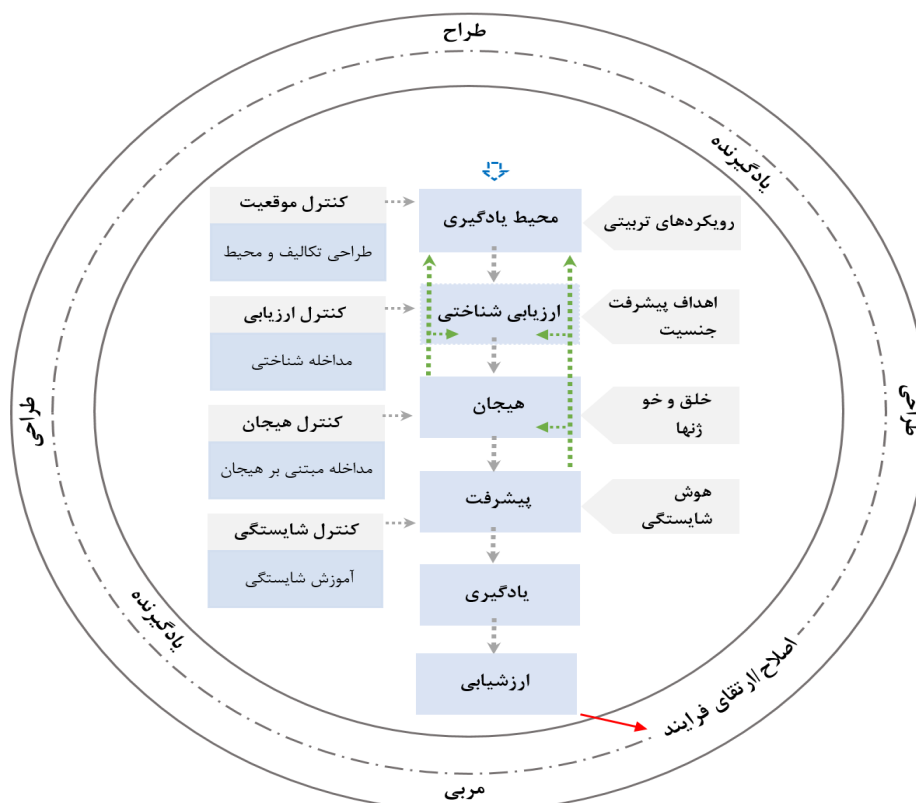 طراح
یادگیرنده
رویکردهای تربیتی
محیط یادگیری
کنترل موقعیت
طراحی تکالیف و محیط
اهداف پیشرفت
جنسیت
ارزیابی شناختی
کنترل ارزیابی
مداخله شناختی
طراحی
خلق و خو
ژنها
هیجان
کنترل هیجان
مداخله مبتنی بر هیجان
طراحی
هوش
شایستگی
پیشرفت
کنترل شایستگی
آموزش شایستگی
یادگیری
یادگیرنده
ارزشیابی
اصلاح/ارتقای فرایند
مربی